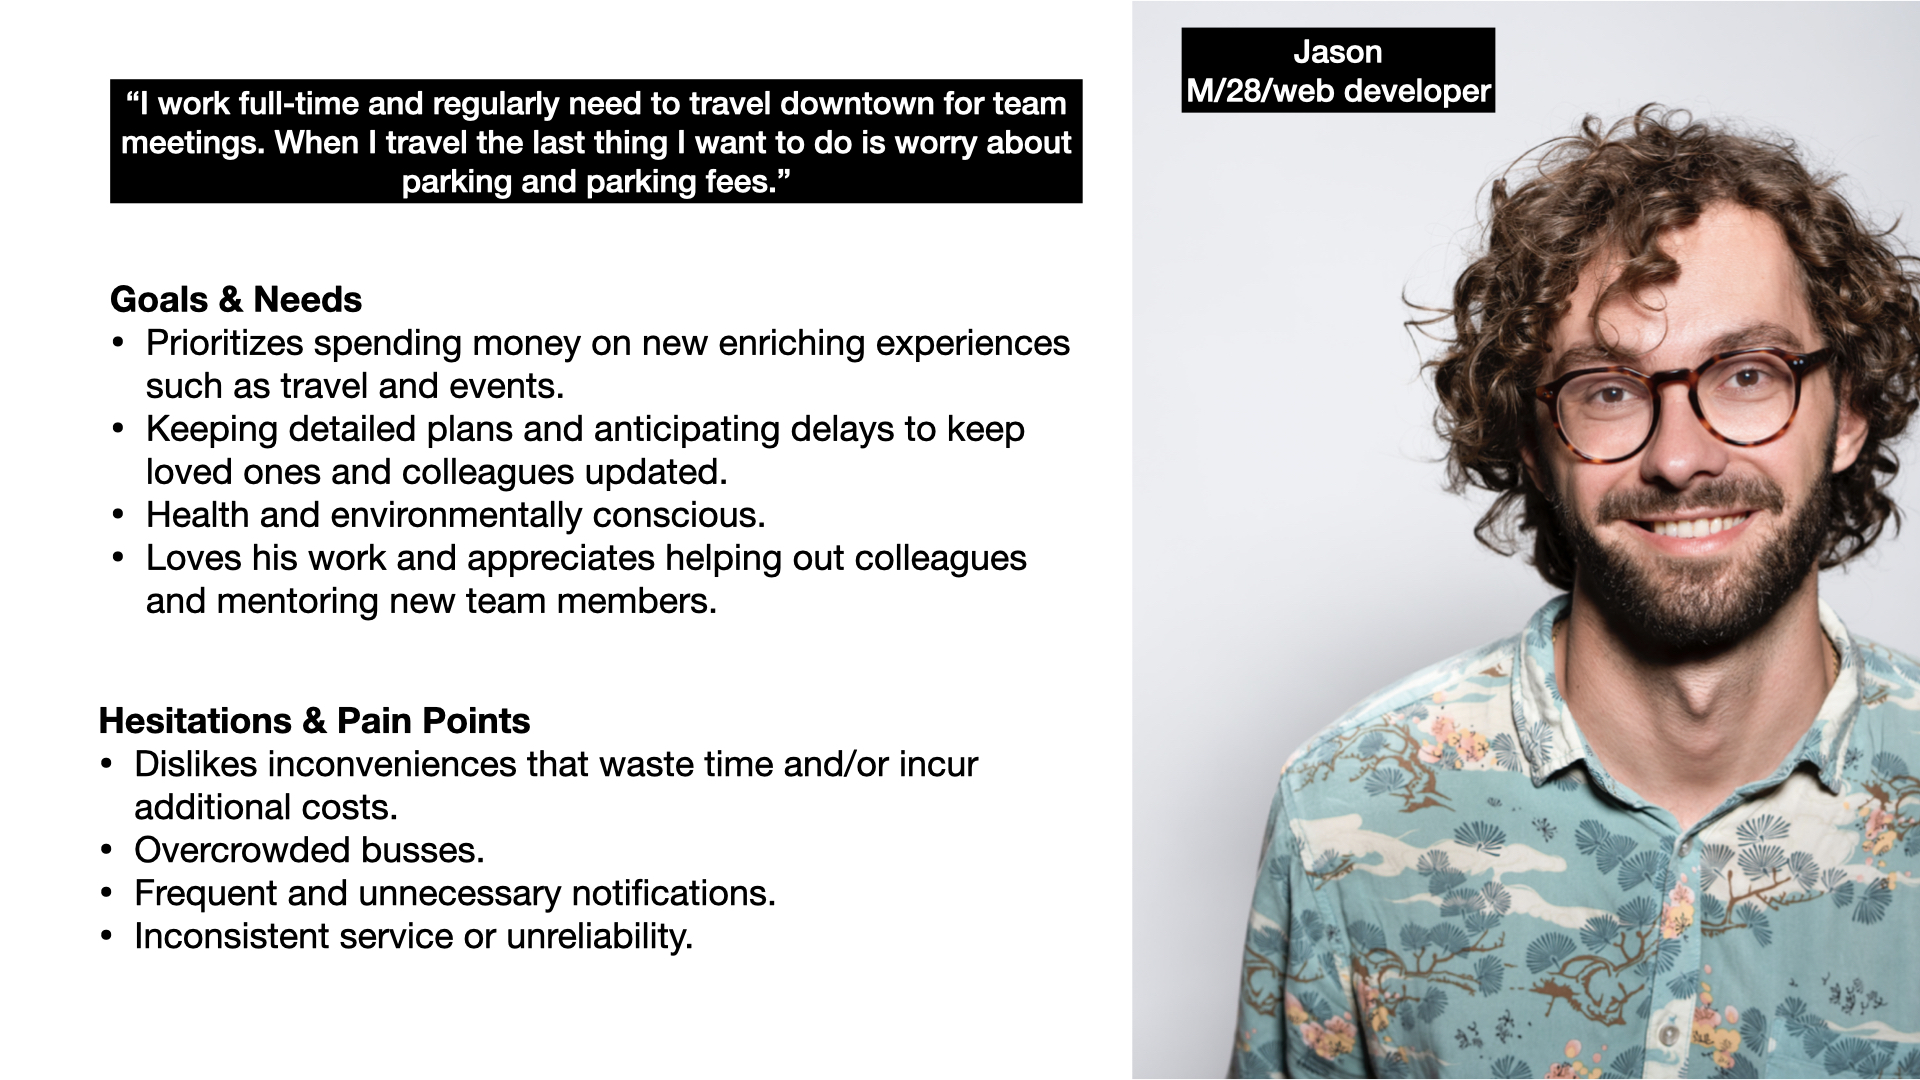 “I work full-time and regularly need to travel downtown for team
meetings. When I travel the last thing I want to do is worry about
parking and parking fees.”
Goals & Needs
• Prioritizes spending money on new enriching experiences
such as travel and events.
• Keeping detailed plans and anticipating delays to keep
loved ones and colleagues updated.
• Health and environmentally conscious.
• Loves his work and appreciates helping out colleagues
and mentoring new team members.
Hesitations & Pain Points
• Dislikes inconveniences that waste time and/or incur
additional costs.
• Overcrowded busses.
• Frequent and unnecessary notifications.
• Inconsistent service or unreliability.
Jason
M/28/web developer